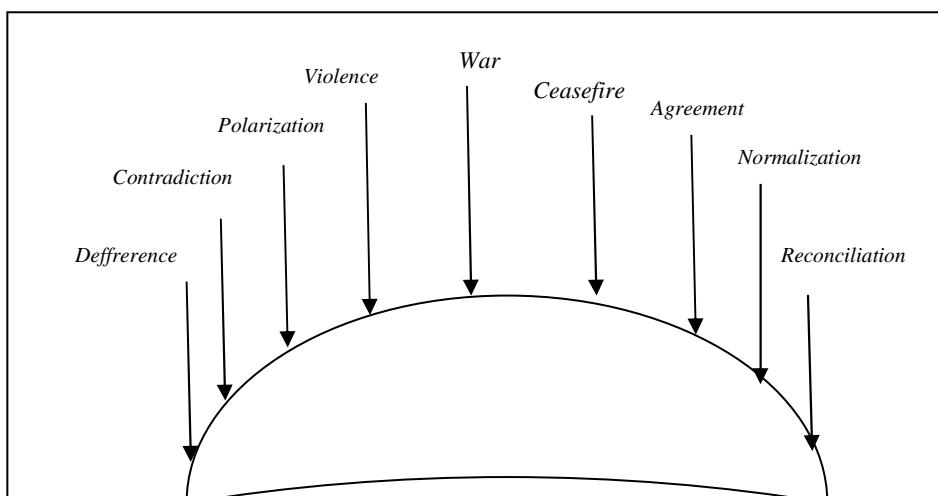 War
Violence
Ceasefire
Agreement
Polarization
Normalization
Contradiction
Deffrerence
Reconciliation